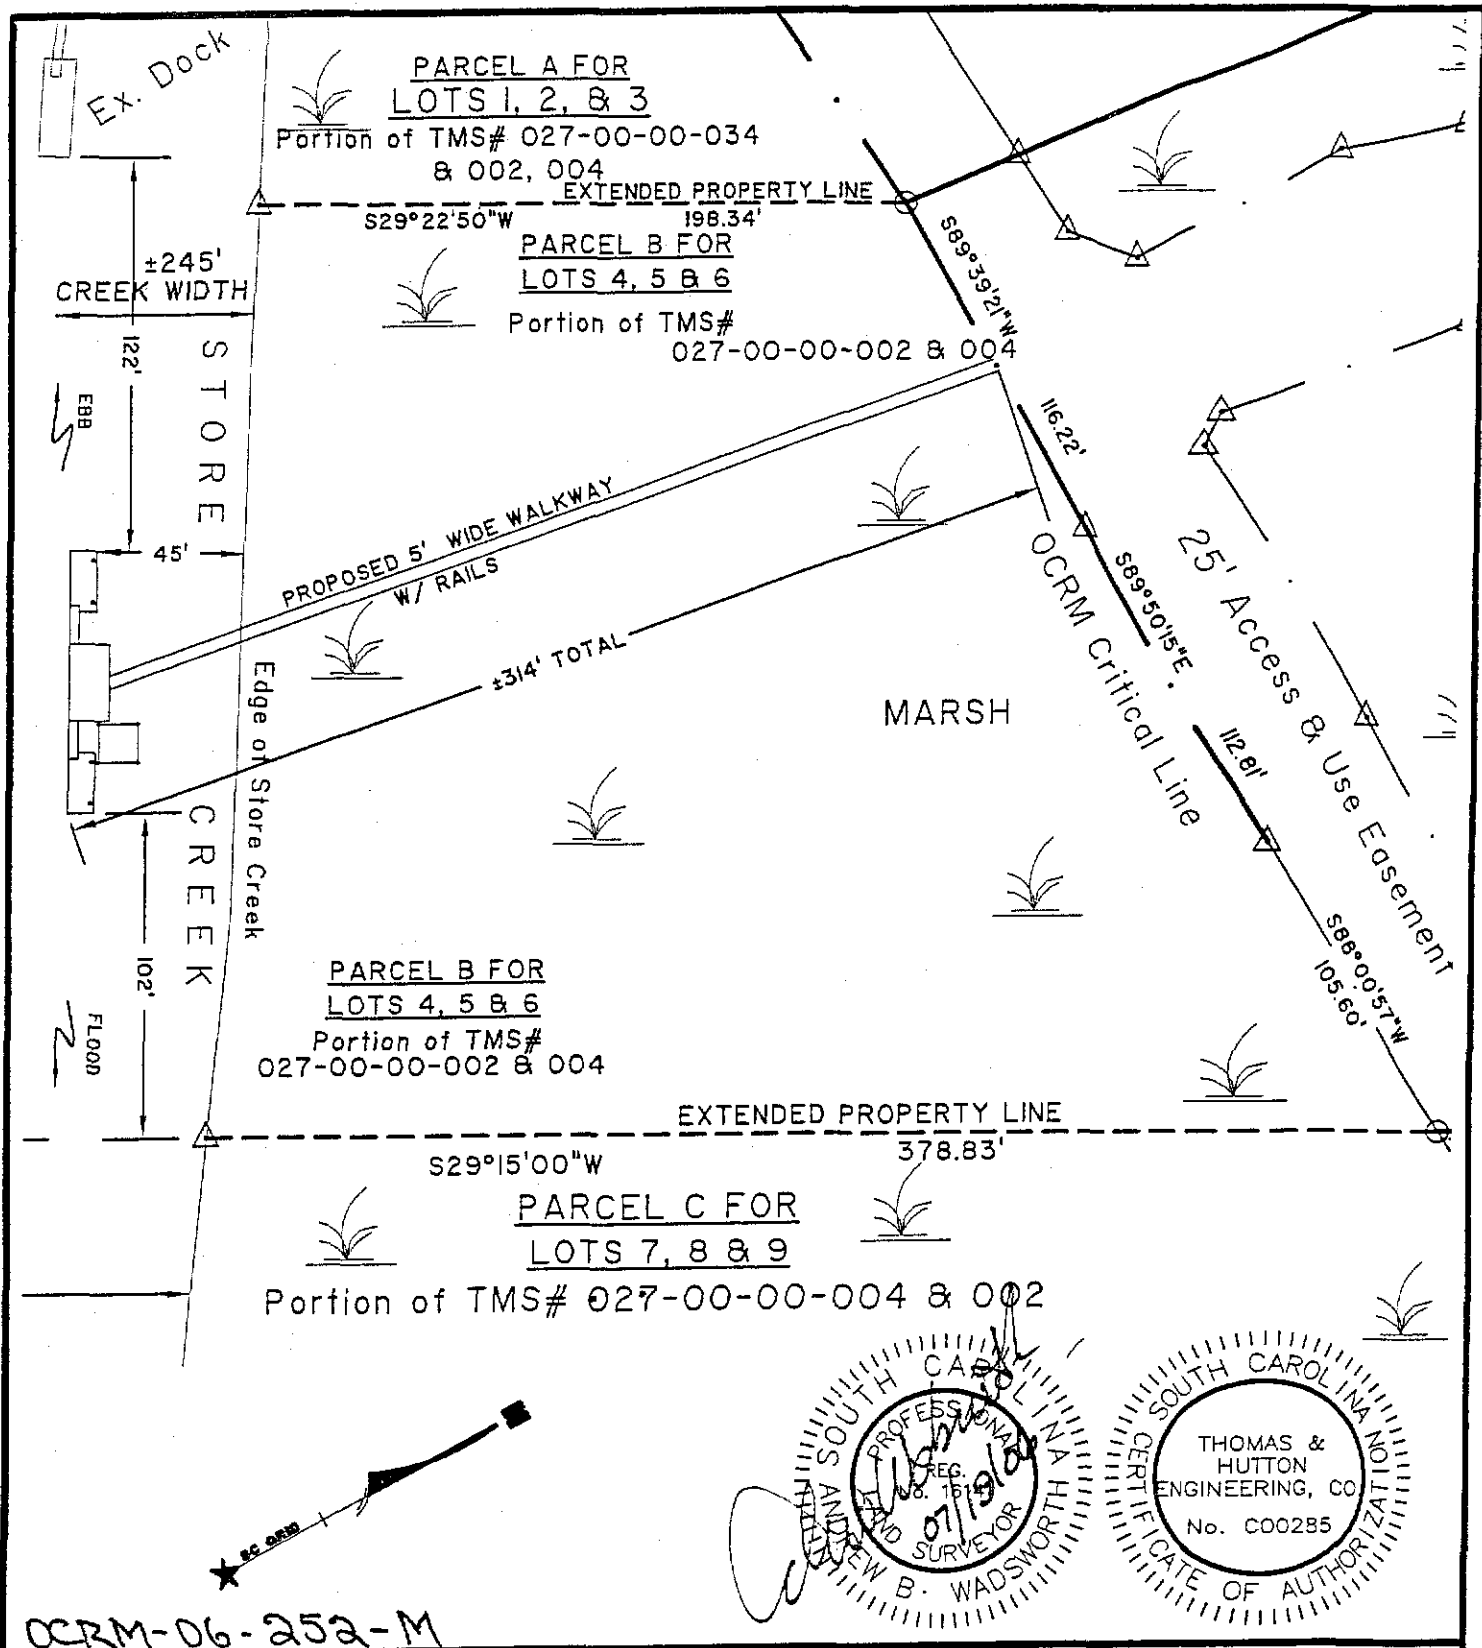 Ex. Dock
PARCEL A FOR
LOTS 1, 2, & 3
Portion of TMS# 027-00-00-034
& 002, 004
EXTENDED PROPERTY LINE
S29°22'50"W 198.34'
PARCEL B FOR
LOTS 4, 5 & 6
Portion of TMS#
027-00-00-002 & 004
±245'
CREEK WIDTH
122'
EBB
STORE
45'
S89°39'21"W
116.22'
PROPOSED 5' WIDE WALKWAY
W/ RAILS
±314' TOTAL
OCRM Critical Line
S89°50'15"E
112.81'
25' Access & Use Easement
MARSH
Edge of Store Creek
CREEK
102'
FLOOD
S86°00'57"W
105.60'
PARCEL B FOR
LOTS 4, 5 & 6
Portion of TMS#
027-00-00-002 & 004
EXTENDED PROPERTY LINE
S29°15'00"W 378.83'
PARCEL C FOR
LOTS 7, 8 & 9
Portion of TMS# 027-00-00-004 & 002
SC GRID
SOUTH CAROLINA
PROFESSIONAL
REG.
LAND SURVEYOR
ANDREW B. WADSWORTH
SOUTH CAROLINA
THOMAS &
HUTTON
ENGINEERING, CO
No. C00285
CERTIFICATE OF AUTHORIZATION
OCRM-06-252-M